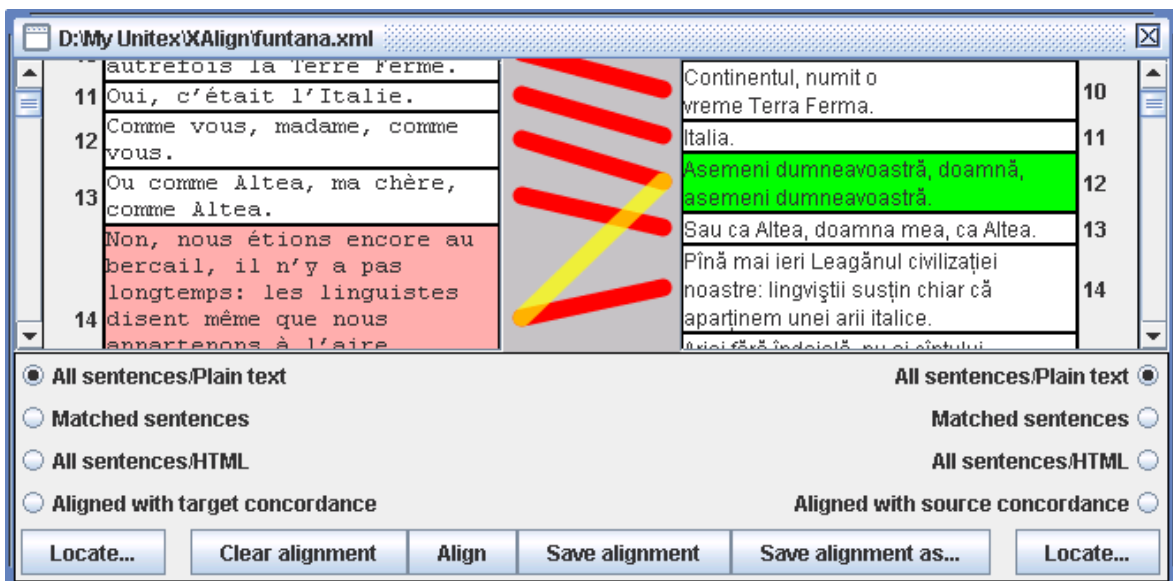 D:\My Unitex\XAlign\funtana.xml
autrefois la Terre Ferme.
11 Oui, c’était l’Italie.
12 Comme vous, madame, comme
vous.
13 Ou comme Altea, ma chère,
comme Altea.
Non, nous étions encore au
bercail, il n’y a pas
longtemps: les linguistes
14 disent même que nous
appartenons à l’aire
Continentul, numit o
vreme Terra Ferma.
10
Italia.
11
Asemeni dumneavoastră, doamnă,
asemeni dumneavoastră.
12
Sau ca Altea, doamna mea, ca Altea.
13
Pînă mai ieri Leagănul civilizației
noastre: lingviștii susțin chiar că
14
aparținem unei arii italice.
All sentences/Plain text
All sentences/Plain text
Matched sentences
Matched sentences
All sentences/HTML
All sentences/HTML
Aligned with target concordance
Aligned with source concordance
Locate...
Clear alignment
Align
Save alignment
Save alignment as...
Locate...